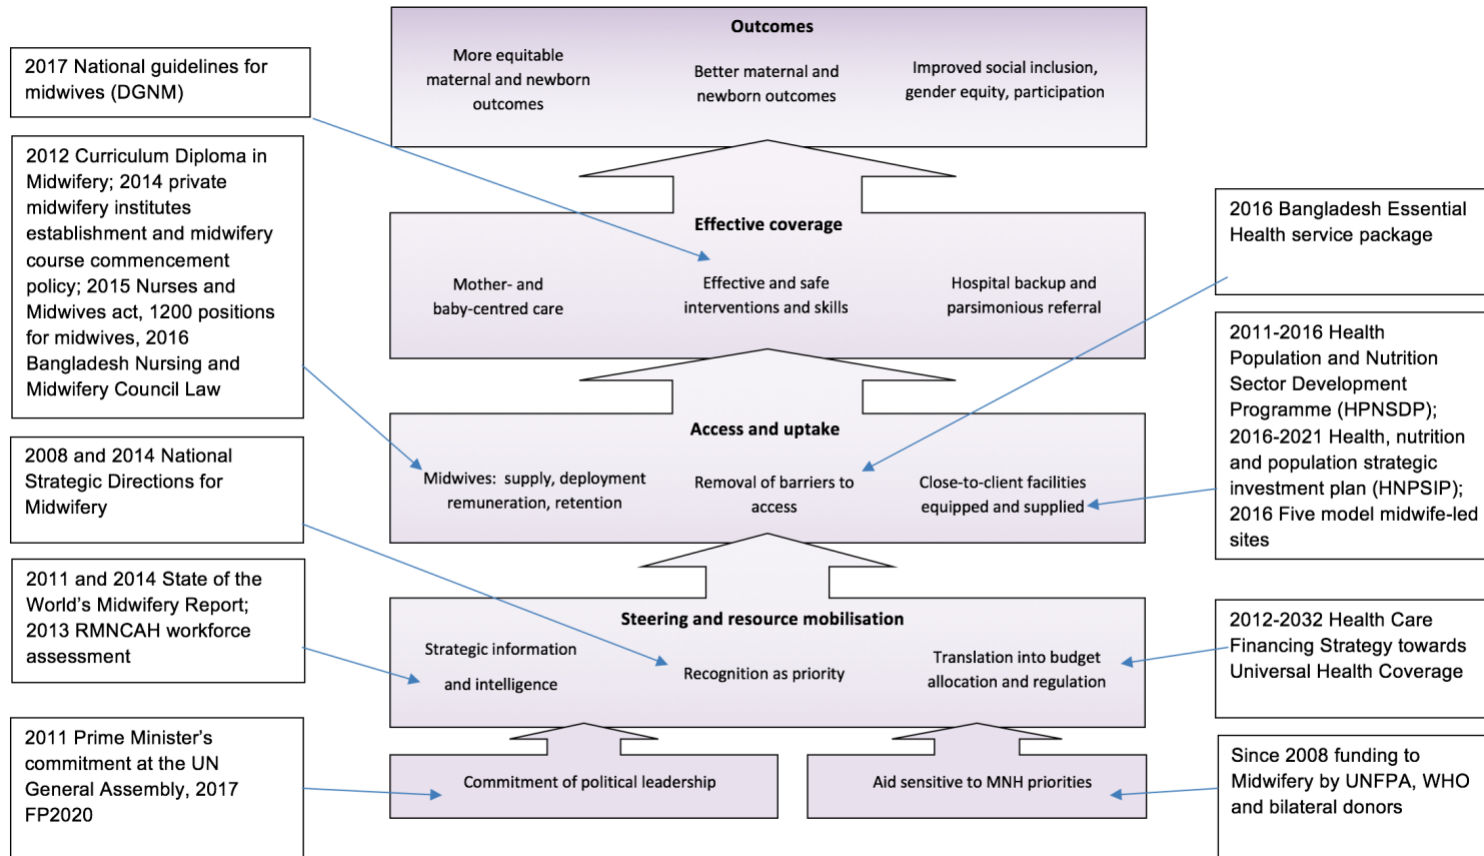 Outcomes
More equitable
maternal and newborn
outcomes
Better maternal and
newborn outcomes
Improved social inclusion,
gender equity, participation
2017 National guidelines for
midwives (DGNM)
2012 Curriculum Diploma in
Midwifery; 2014 private
midwifery institutes
establishment and midwifery
course commencement
policy; 2015 Nurses and
Midwives act, 1200 positions
for midwives, 2016
Bangladesh Nursing and
Midwifery Council Law
Effective coverage
Mother- and
baby-centred care
Effective and safe
interventions and skills
Hospital backup and
parsimonious referral
2016 Bangladesh Essential
Health service package
2011-2016 Health
Population and Nutrition
Sector Development
Programme (HPNSDP);
2016-2021 Health, nutrition
and population strategic
investment plan (HNPSIP);
2016 Five model midwife-led
sites
Access and uptake
Midwives: supply, deployment
remuneration, retention
Removal of barriers to
access
Close-to-client facilities
equipped and supplied
2008 and 2014 National
Strategic Directions for
Midwifery
2011 and 2014 State of the
World's Midwifery Report;
2013 RMNCAH workforce
assessment
Steering and resource mobilisation
Strategic information
and intelligence
Recognition as priority
Translation into budget
allocation and regulation
2012-2032 Health Care
Financing Strategy towards
Universal Health Coverage
2011 Prime Minister's
commitment at the UN
General Assembly, 2017
FP2020
Commitment of political leadership
Aid sensitive to MNH priorities
Since 2008 funding to
Midwifery by UNFPA, WHO
and bilateral donors